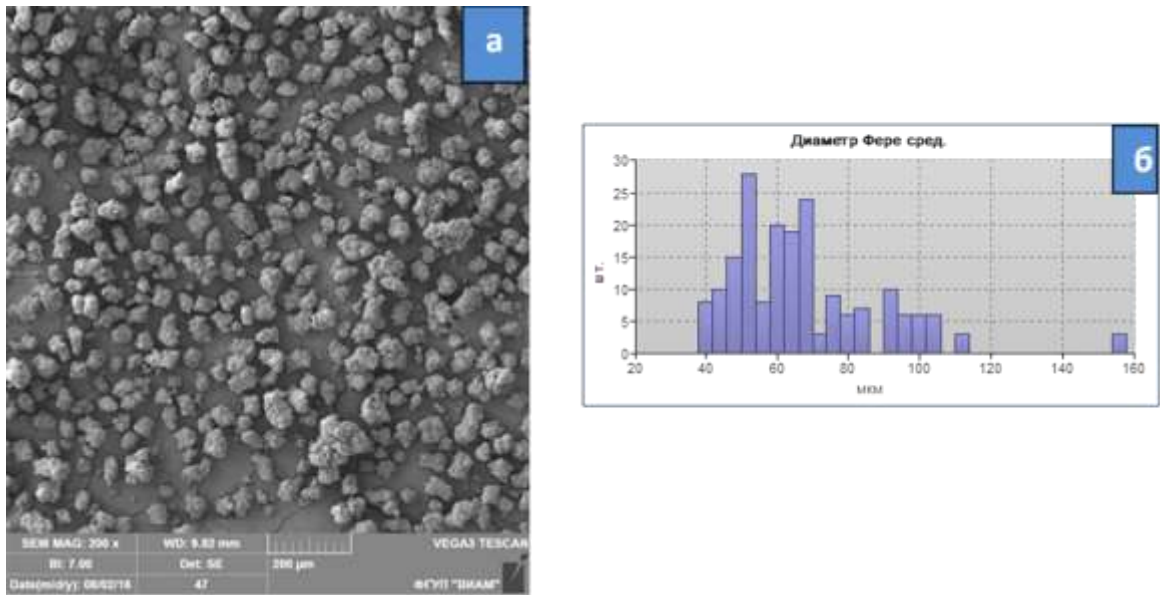 а
SEM MAG: 200 x
WD: 9.82 mm
VEGA3 TESCAN
BI: 7.00
Det: SE
200 µm
Date(m/d/y): 08/02/16
47
ФГУП "ВИАМ"
Диаметр Фере сред.
б
30
25
20
15
10
5
0
шт.
20 40 60 80 100 120 140 160
мкм